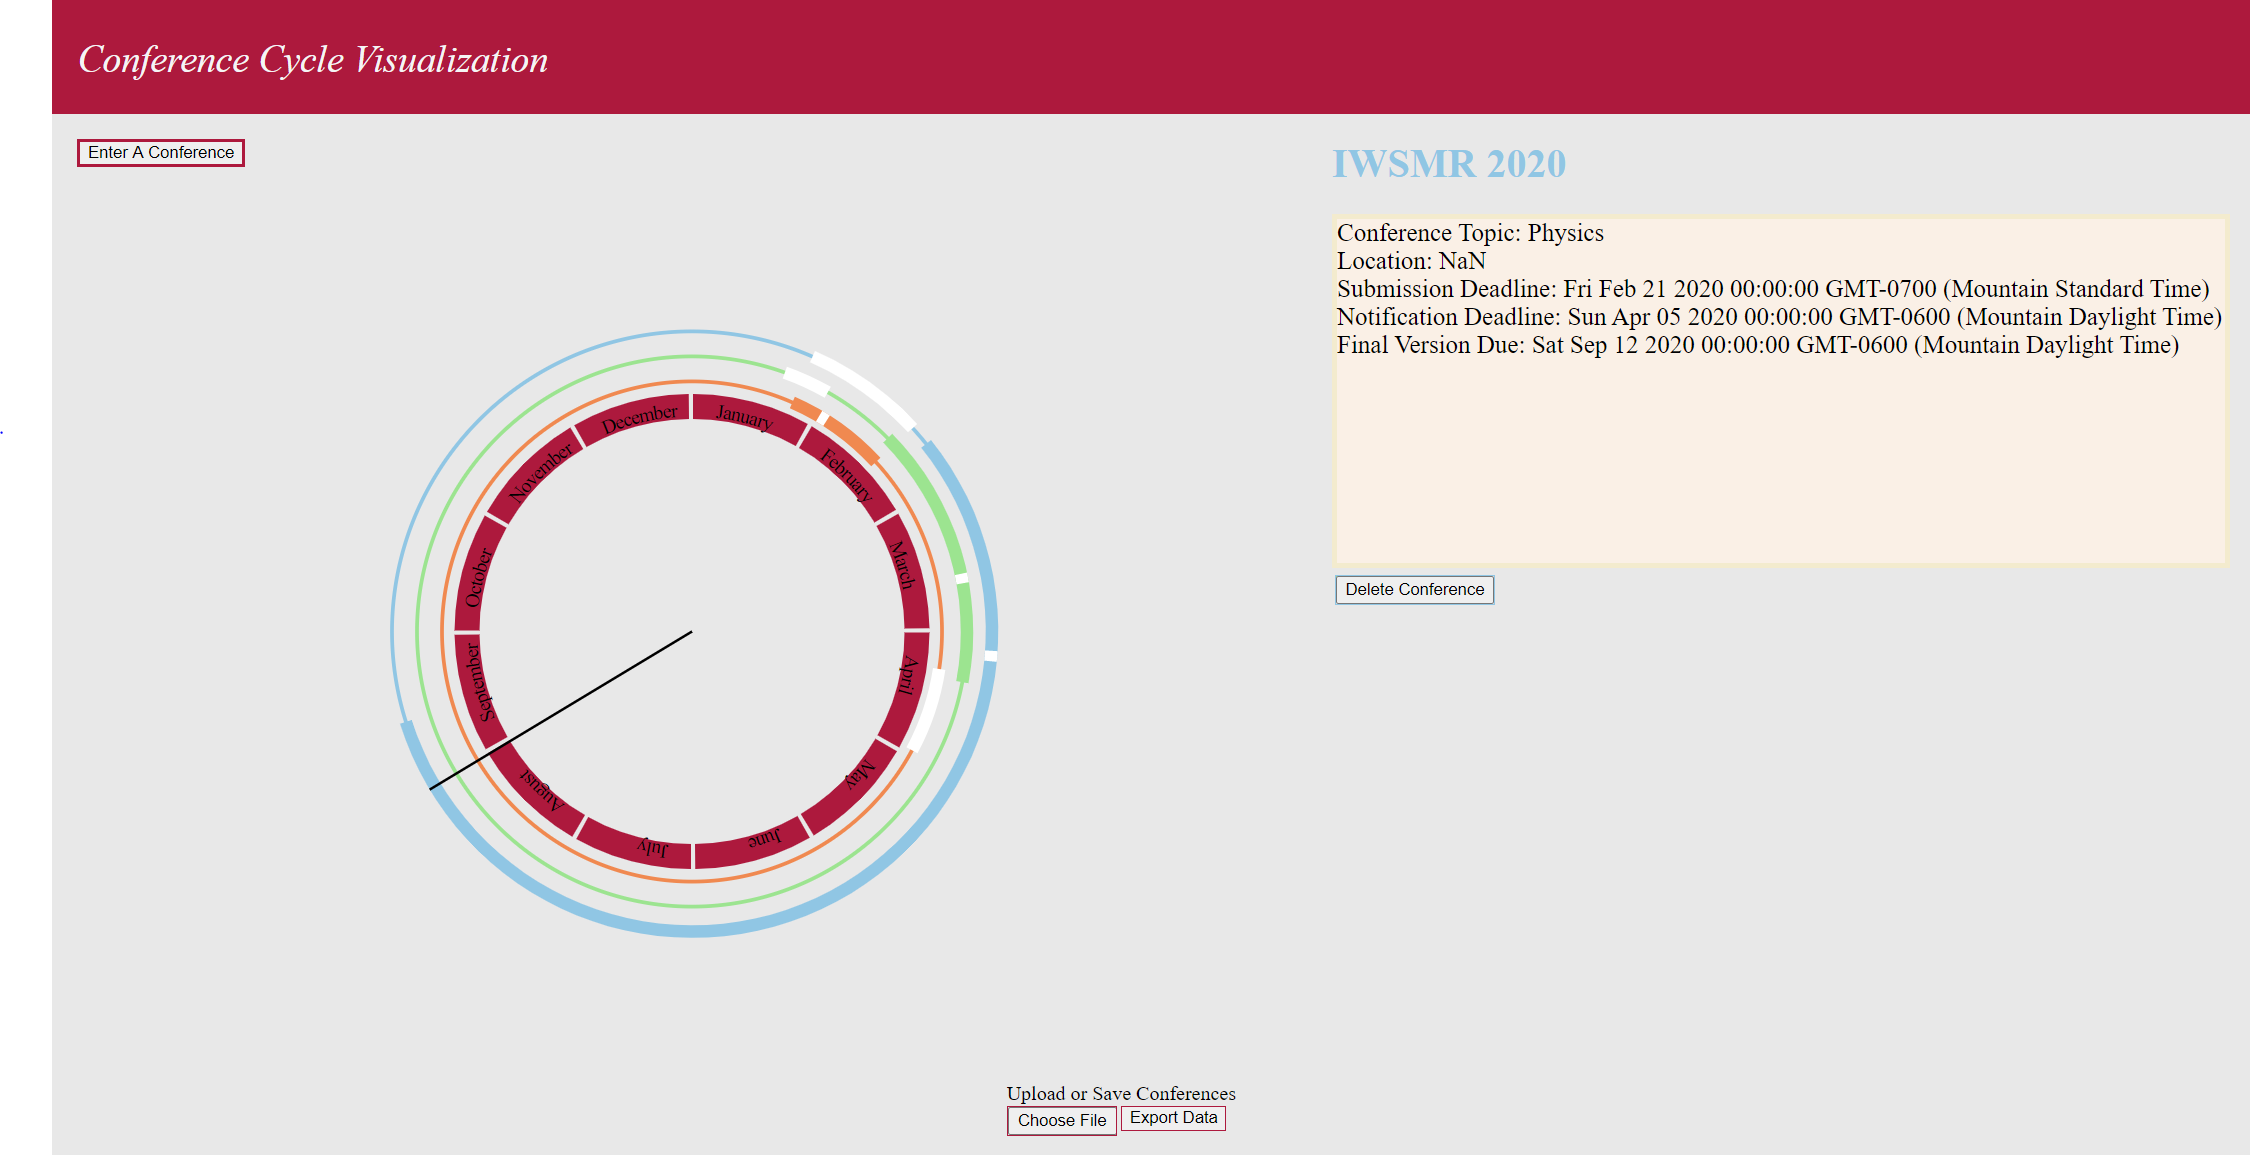 Conference Cycle Visualization
Enter A Conference
IWSMR 2020
Conference Topic: Physics
Location: NaN
Submission Deadline: Fri Feb 21 2020 00:00:00 GMT-0700 (Mountain Standard Time)
Notification Deadline: Sun Apr 05 2020 00:00:00 GMT-0600 (Mountain Daylight Time)
Final Version Due: Sat Sep 12 2020 00:00:00 GMT-0600 (Mountain Daylight Time)
Delete Conference
January
February
March
April
May
June
July
August
September
October
November
December
Upload or Save Conferences
Choose File
Export Data